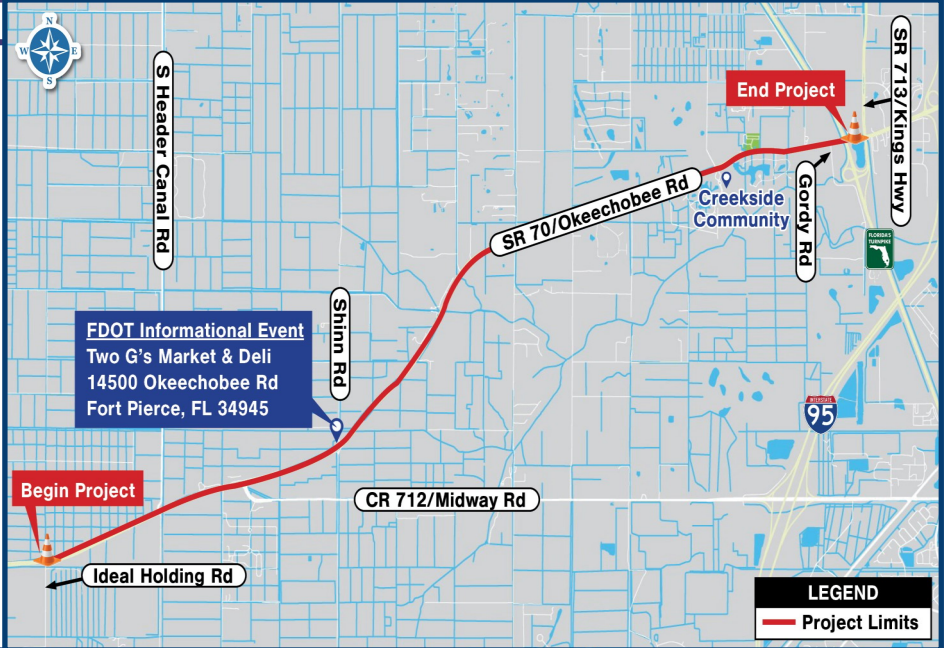 N
W
E
S
S Header Canal Rd
SR 713/Kings Hwy
End Project
SR 70/Okeechobee Rd
Creekside
Community
Gordy Rd
FLORIDA'S
TURNPIKE
Shinn Rd
FDOT Informational Event
Two G's Market & Deli
14500 Okeechobee Rd
Fort Pierce, FL 34945
INTERSTATE
95
Begin Project
CR 712/Midway Rd
Ideal Holding Rd
LEGEND
Project Limits